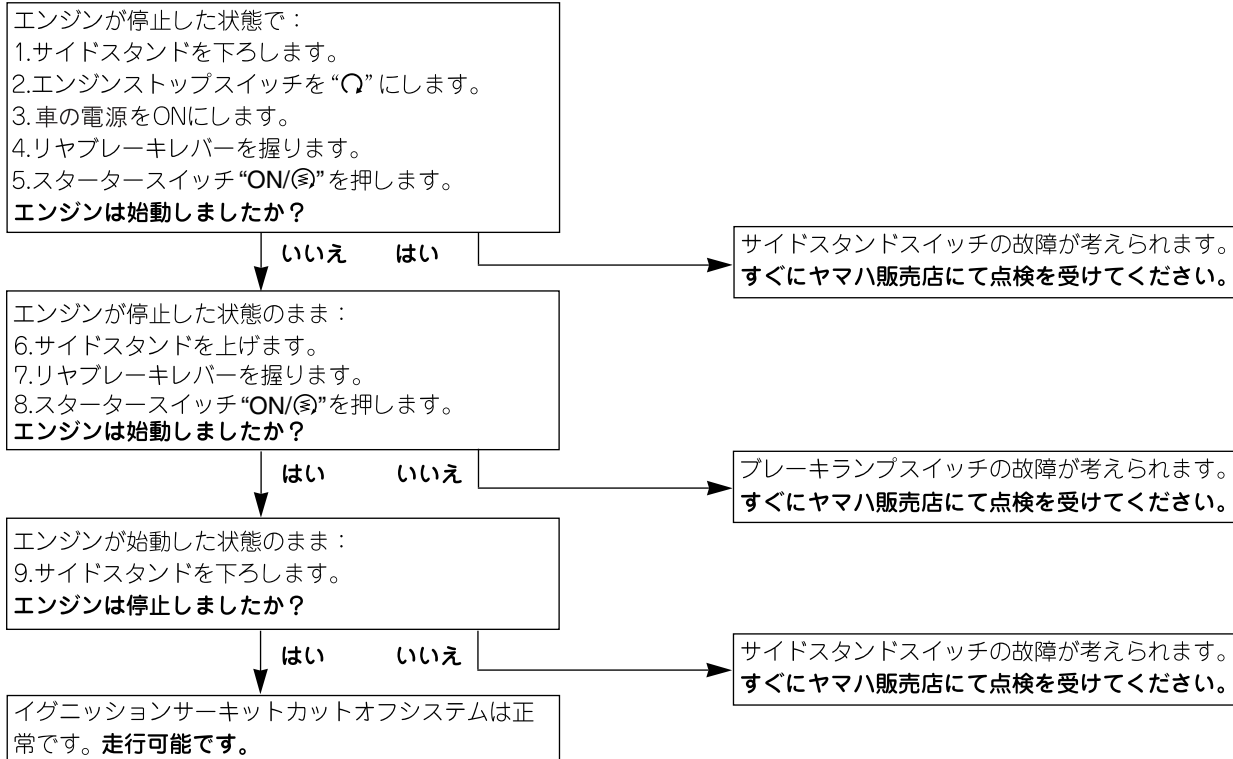 エンジンが停止した状態で：
1.サイドスタンドを下ろします。
2.エンジンストップスイッチを“”にします。
3.車の電源をONにします。
4.リヤブレーキレバーを握ります。
5.スタータースイッチ“ON/”を押します。
エンジンは始動しましたか？
いいえ はい
サイドスタンドスイッチの故障が考えられます。
すぐにヤマハ販売店にて点検を受けてください。
エンジンが停止した状態のまま：
6.サイドスタンドを上げます。
7.リヤブレーキレバーを握ります。
8.スタータースイッチ“ON/”を押します。
エンジンは始動しましたか？
はい いいえ
ブレーキランプスイッチの故障が考えられます。
すぐにヤマハ販売店にて点検を受けてください。
エンジンが始動した状態のまま：
9.サイドスタンドを下ろします。
エンジンは停止しましたか？
はい いいえ
サイドスタンドスイッチの故障が考えられます。
すぐにヤマハ販売店にて点検を受けてください。
イグニッションサーキットカットオフシステムは正
常です。走行可能です。